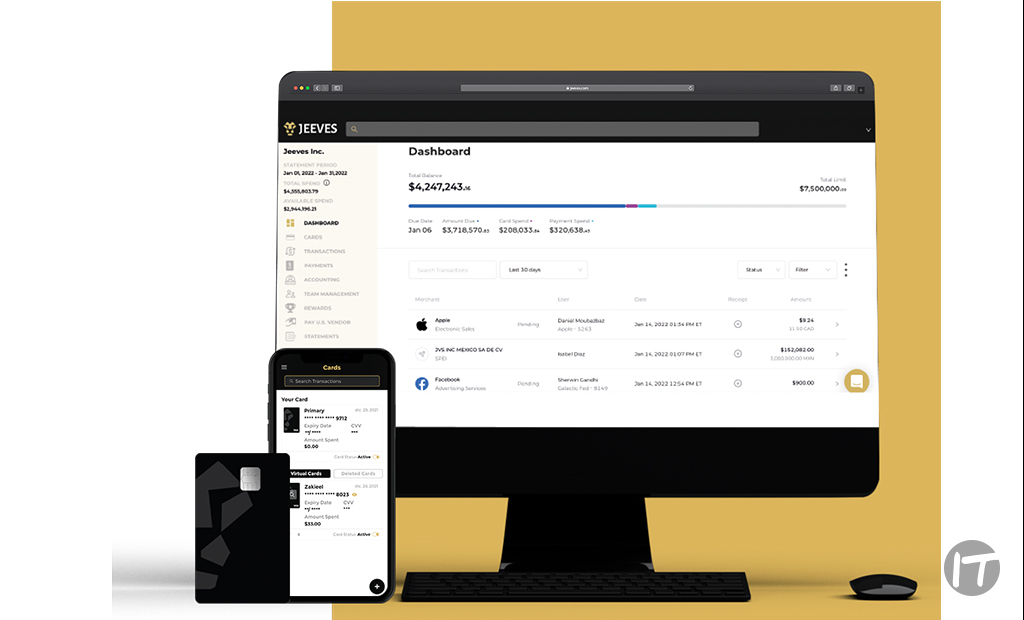 jeeves.com
JEEVES
Jeeves Inc.
STATEMENT PERIOD
Jan 01, 2022 - Jan 31,2022
TOTAL SPEND
$4,555,803.79
AVAILABLE SPEND
$2,944,196.21
DASHBOARD
CARDS
TRANSACTIONS
PAYMENTS
ACCOUNTING
TEAM MANAGEMENT
REWARDS
PAY U.S. VENDOR
STATEMENTS
Dashboard
Total Balance
$4,247,243.16
Total Limit
$7,500,000.00
Due Date Amount Due Card Spend Payment Spend
Jan 06 $3,718,570.83 $208,033.84 $320,638.49
Search Transactions Last 30 days Status Filter
Merchant User Date Receipt Amount
Apple
Electronic Sales
Pending
Daniel Moubajbaz
Apple - 5263
Jan 14, 2022 01:34 PM ET
$9.24
11.50 CAD
JVS INC MEXICO SA DE CV
SPEI
Isabel Diaz
Jan 14, 2022 01:07 PM ET
$152,082.00
3,080,900.00 MXN
Facebook
Advertising Services
Pending
Sherwin Gandhi
Galactic Fed - 8149
Jan 14, 2022 12:54 PM ET
$900.00
Cards
Search Transactions
Your Card
Primary
•••• •••• •••• 9712
Expiry Date CVV
••/•••• •••
Amount Spent
$0.00
Card Status Active
Virtual Cards Deleted Cards
Zakieel
•••• •••• •••• 8023
Expiry Date CVV
••/•••• •••
Amount Spent
$33.00
Card Status Active
IT